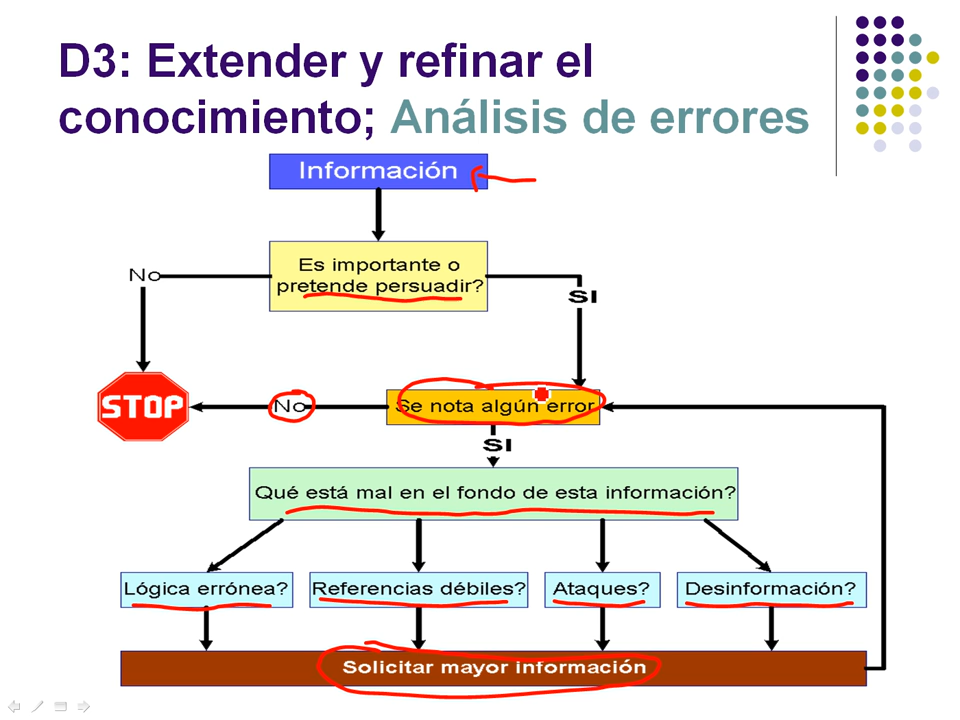 D3: Extender y refinar el
conocimiento; Análisis de errores
Información
Es importante o
pretende persuadir?
No
SI
STOP
No
Se nota algún error
SI
Qué está mal en el fondo de esta información?
Lógica errónea?
Referencias débiles?
Ataques?
Desinformación?
Solicitar mayor información